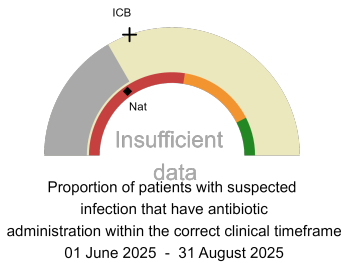 ICB
Nat
Insufficient
data
Proportion of patients with suspected
infection that have antibiotic
administration within the correct clinical timeframe
01 June 2025 - 31 August 2025